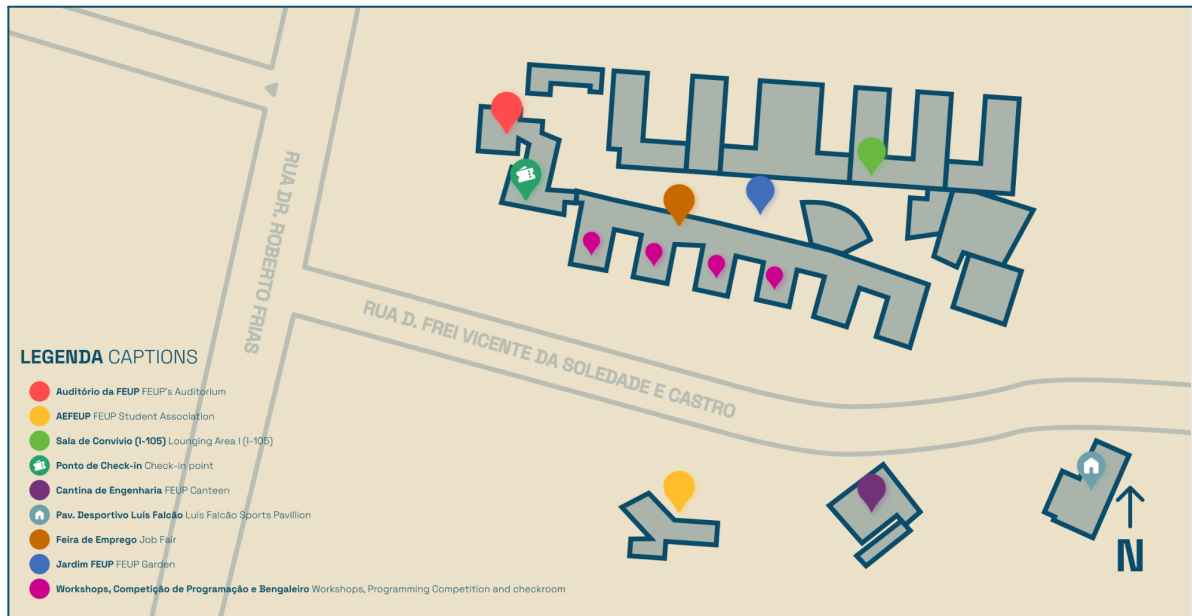 RUA DR. ROBERTO FRIAS
RUA D. FREI VICENTE DA SOLEDADE E CASTRO
LEGENDA CAPTIONS
Auditório da FEUP FEUP's Auditorium
AEFEUP FEUP Student Association
Sala de Convívio (I-105) Lounging Area I (I-105)
Ponto de Check-in Check-in point
Cantina de Engenharia FEUP Canteen
Pav. Desportivo Luís Falcão Luís Falcão Sports Pavillion
Feira de Emprego Job Fair
Jardim FEUP FEUP Garden
Workshops, Competição de Programação e Bengaleiro Workshops, Programming Competition and checkroom
N